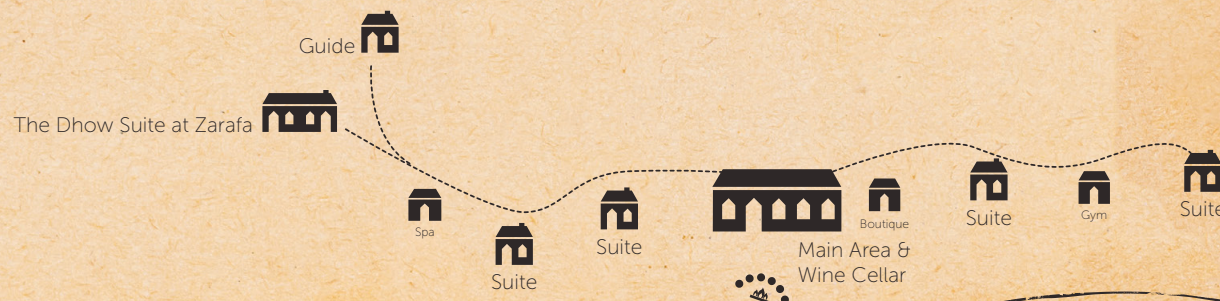 Guide
The Dhow Suite at Zarafa
Spa
Suite
Suite
Main Area &
Wine Cellar
Boutique
Suite
Gym
Suite